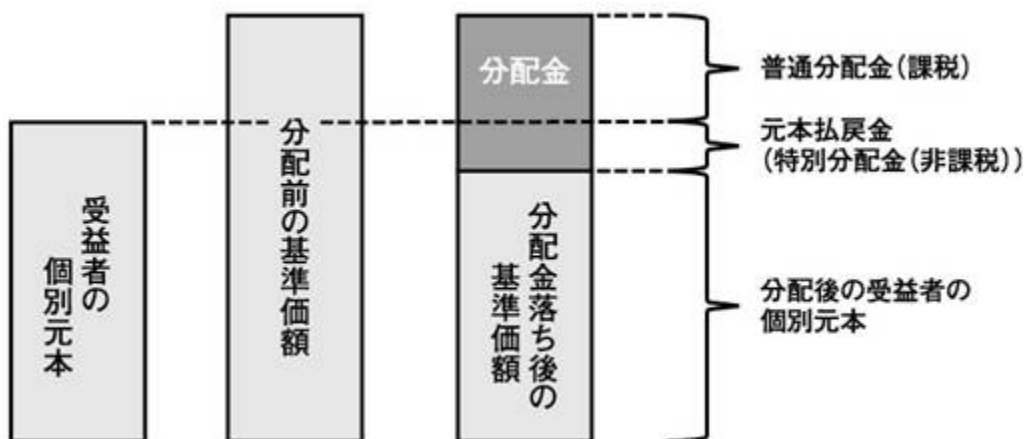 受益者の
個別元本
分配前の基準価額
分配金
分配金落ち後の
基準価額
普通分配金(課税)
元本払戻金
(特別分配金(非課税))
分配後の受益者の
個別元本